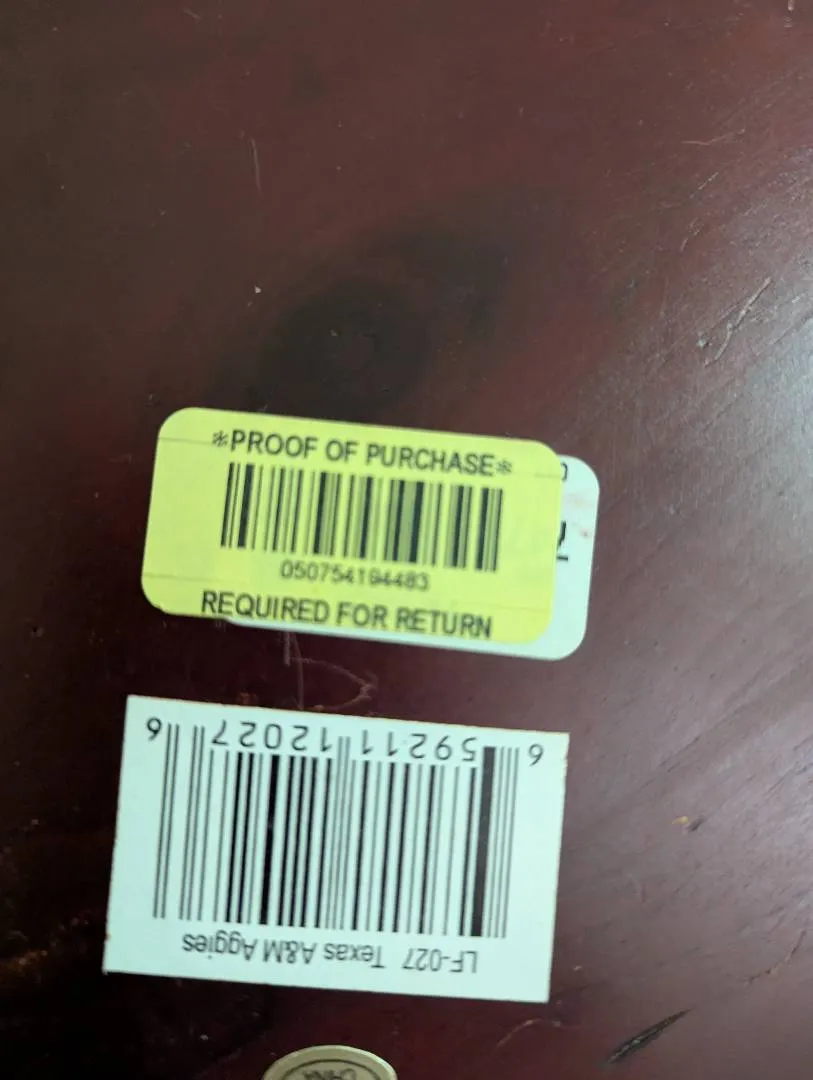 *PROOF OF PURCHASE*
050754194483
REQUIRED FOR RETURN
LF-027 Texas A&M Aggies
6 59211 12027 6